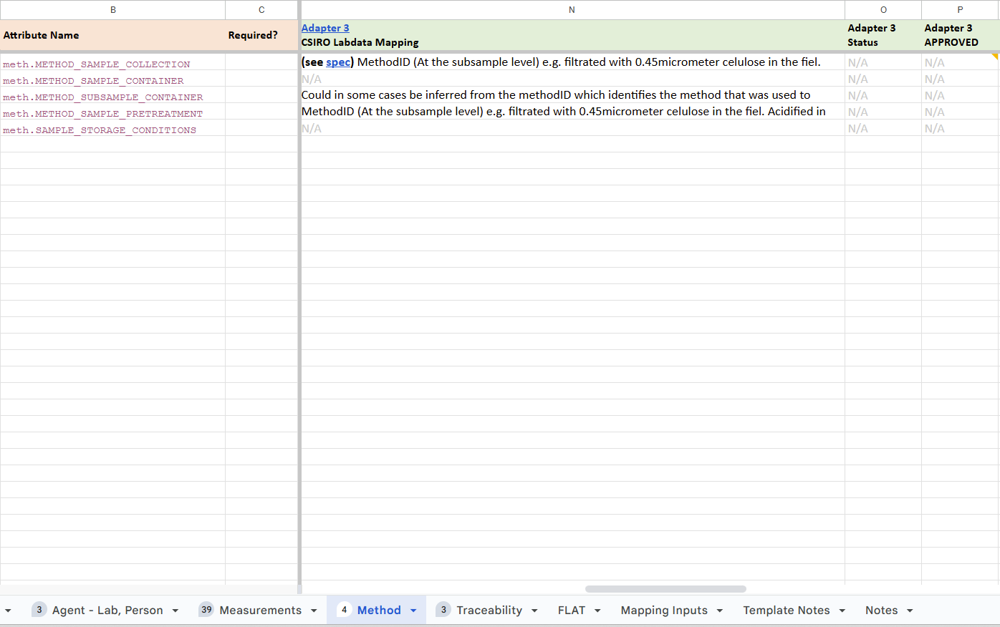 B C N O P
Attribute Name Required? Adapter 3 CSIRO Labdata Mapping Adapter 3 Status Adapter 3 APPROVED
meth.METHOD_SAMPLE_COLLECTION (see spec) MethodID (At the subsample level) e.g. filtrated with 0.45micrometer celulose in the fiel. N/A N/A
meth.METHOD_SAMPLE_CONTAINER N/A N/A N/A
meth.METHOD_SUBSAMPLE_CONTAINER Could in some cases be inferred from the methodID which identifies the method that was used to N/A N/A
meth.METHOD_SAMPLE_PRETREATMENT MethodID (At the subsample level) e.g. filtrated with 0.45micrometer celulose in the fiel. Acidified in N/A N/A
meth.SAMPLE_STORAGE_CONDITIONS N/A N/A N/A
3 Agent - Lab, Person 39 Measurements 4 Method 3 Traceability FLAT Mapping Inputs Template Notes Notes